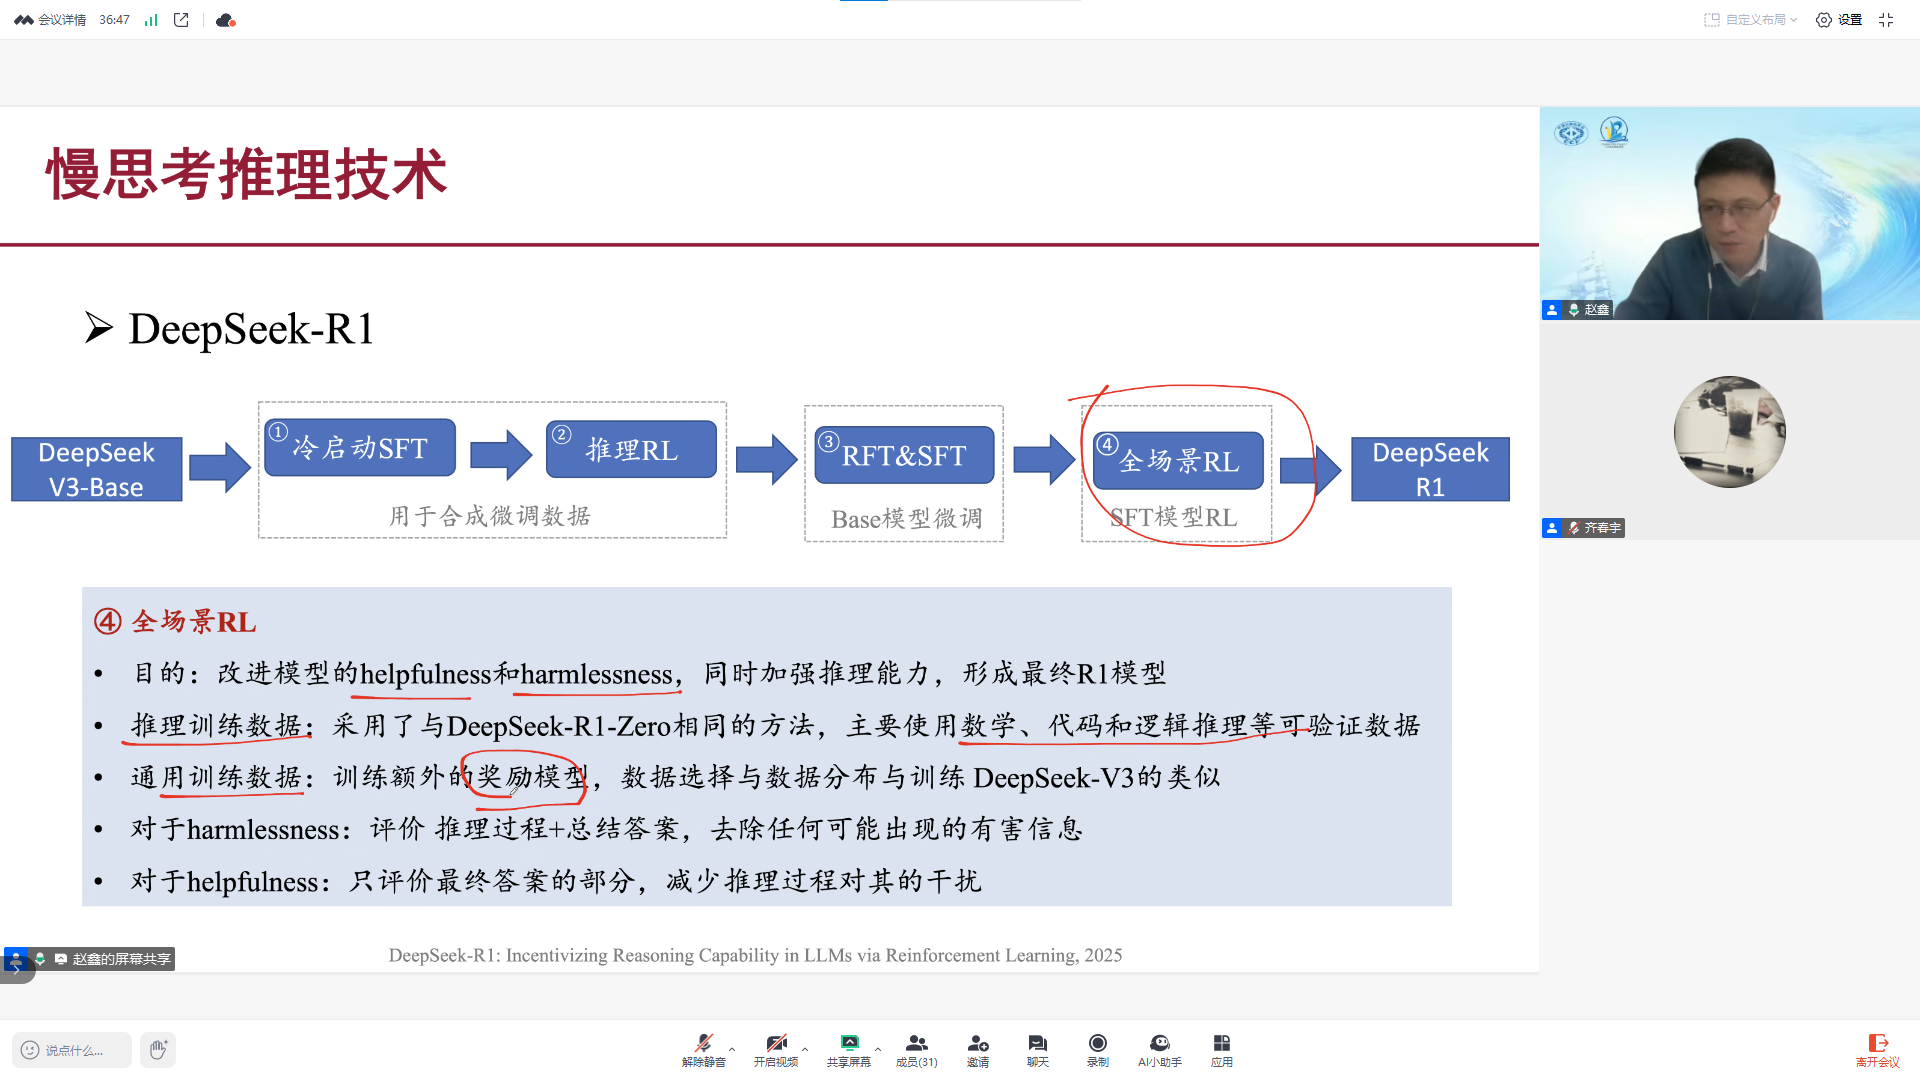 会议详情 36:47
自定义布局 设置
慢思考推理技术
➢ DeepSeek-R1
DeepSeek V3-Base
① 冷启动SFT
② 推理RL
用于合成微调数据
③ RFT&SFT
Base模型微调
④ 全场景RL
SFT模型RL
DeepSeek R1
④ 全场景RL
• 目的：改进模型的helpfulness和harmlessness，同时加强推理能力，形成最终R1模型
• 推理训练数据：采用了与DeepSeek-R1-Zero相同的方法，主要使用数学、代码和逻辑推理等可验证数据
• 通用训练数据：训练额外的奖励模型，数据选择与数据分布与训练 DeepSeek-V3的类似
• 对于harmlessness：评价 推理过程+总结答案，去除任何可能出现的有害信息
• 对于helpfulness：只评价最终答案的部分，减少推理过程对其的干扰
DeepSeek-R1: Incentivizing Reasoning Capability in LLMs via Reinforcement Learning, 2025
赵鑫的屏幕共享
赵鑫
齐春宇
说点什么...
解除静音
开启视频
共享屏幕
成员(31)
邀请
聊天
录制
AI小助手
应用
离开会议